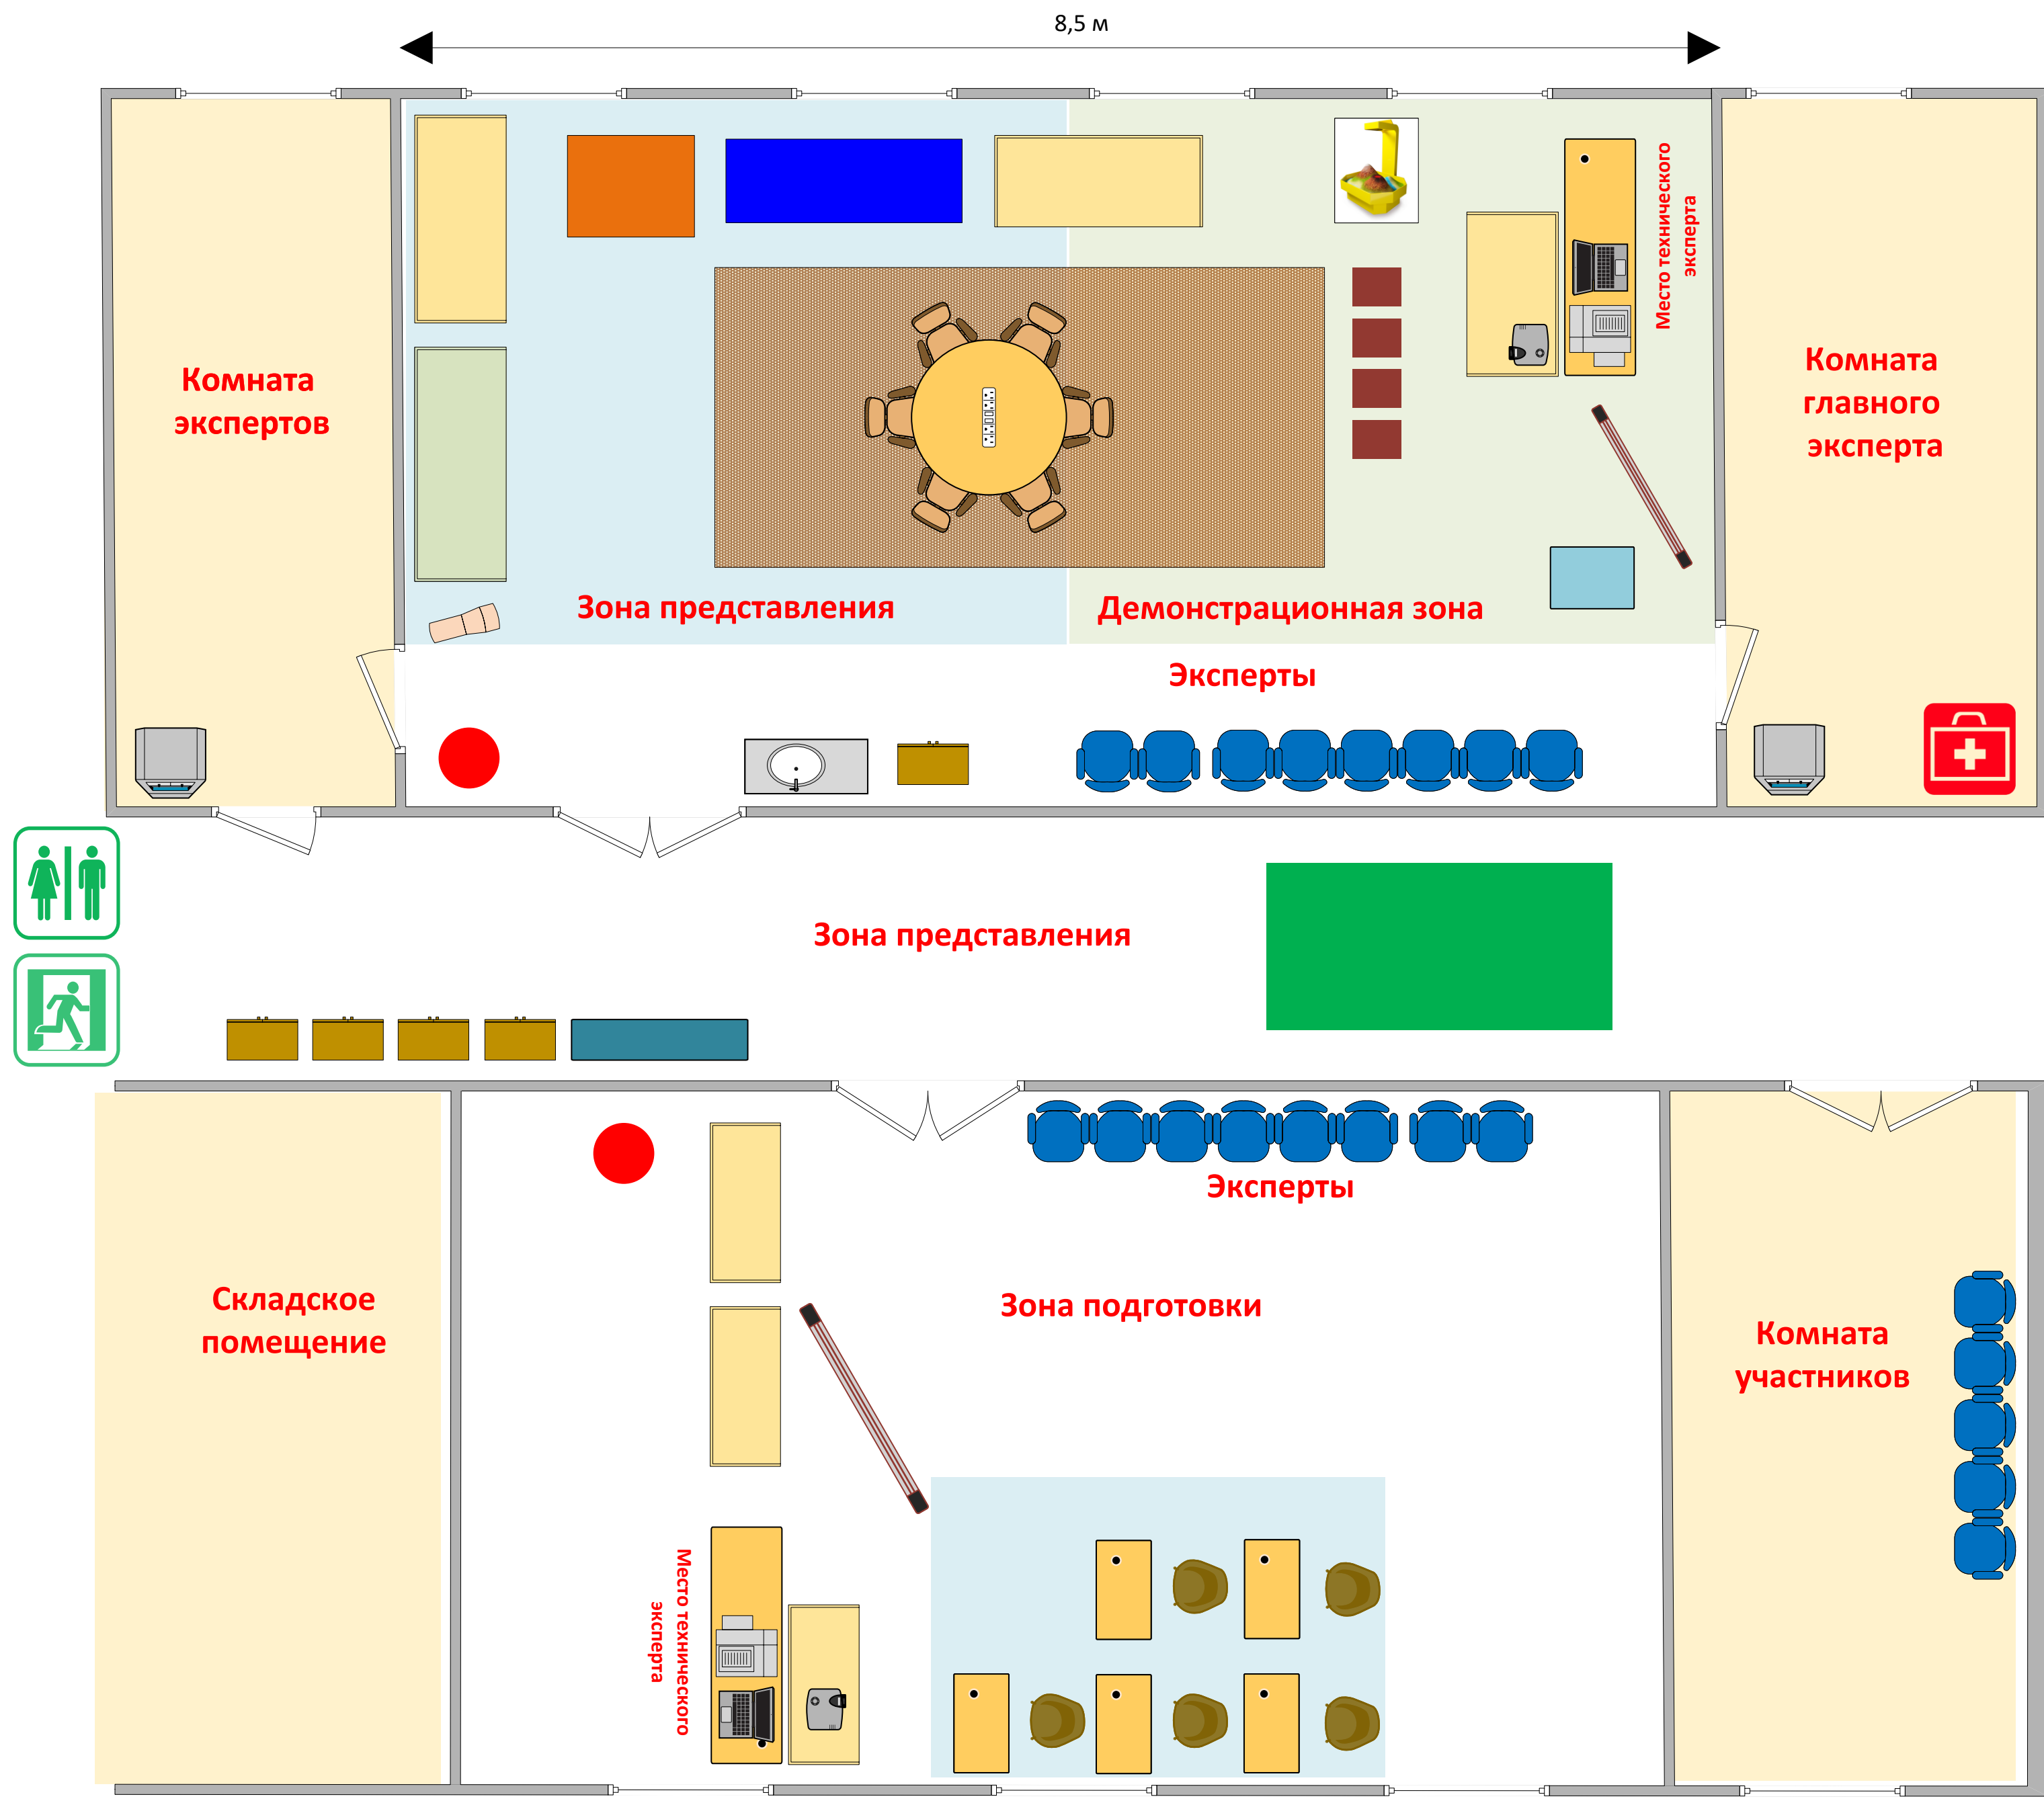 8,5 м
Место технического
эксперта
Комната
экспертов
Комната
главного
эксперта
Зона представления
Демонстрационная зона
Эксперты
Зона представления
Эксперты
Складское
помещение
Зона подготовки
Комната
участников
Место технического
эксперта